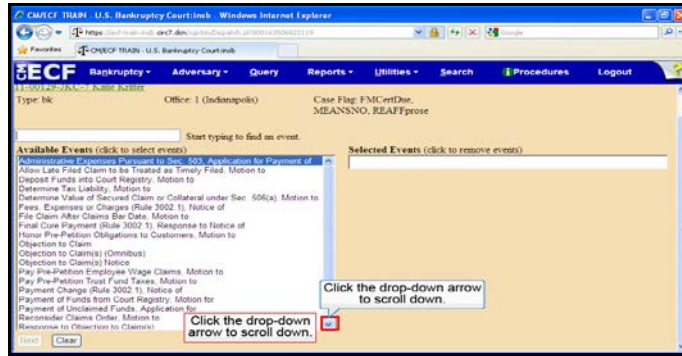 CM/ECF TRAIN - U.S. Bankruptcy Court:insb - Windows Internet Explorer
Google
Favorites CM/ECF TRAIN - U.S. Bankruptcy Court:insb
ECF Bankruptcy Adversary Query Reports Utilities Search Procedures Logout
11-00129-JKC-7 Katie Kritter
Type: bk Office: 1 (Indianapolis) Case Flag: FMCertDue,
MEANSNO, REAFFprose
Start typing to find an event.
Available Events (click to select events) Selected Events (click to remove events)
Administrative Expenses Pursuant to Sec. 503, Application for Payment of
Allow Late Filed Claim to be Treated as Timely Filed, Motion to
Deposit Funds into Court Registry, Motion to
Determine Tax Liability, Motion to
Determine Value of Secured Claim or Collateral under Sec. 506(a), Motion to
Fees, Expenses or Charges (Rule 3002.1), Notice of
File Claim After Claims Bar Date, Motion to
Final Cure Payment (Rule 3002.1), Response to Notice of
Honor Pre-Petition Obligations to Customers, Motion to
Objection to Claim
Objection to Claim(s) (Omnibus)
Objection to Claim(s) Notice
Pay Pre-Petition Employee Wage Claims, Motion to
Pay Pre-Petition Trust Fund Taxes, Motion to
Payment Change (Rule 3002.1), Notice of
Payment of Funds from Court Registry, Motion for
Payment of Unclaimed Funds, Application for
Reconsider Claims Order, Motion to
Response to Objection to Claim(s)
Click the drop-down arrow
to scroll down.
Click the drop-down
arrow to scroll down.
Next Clear